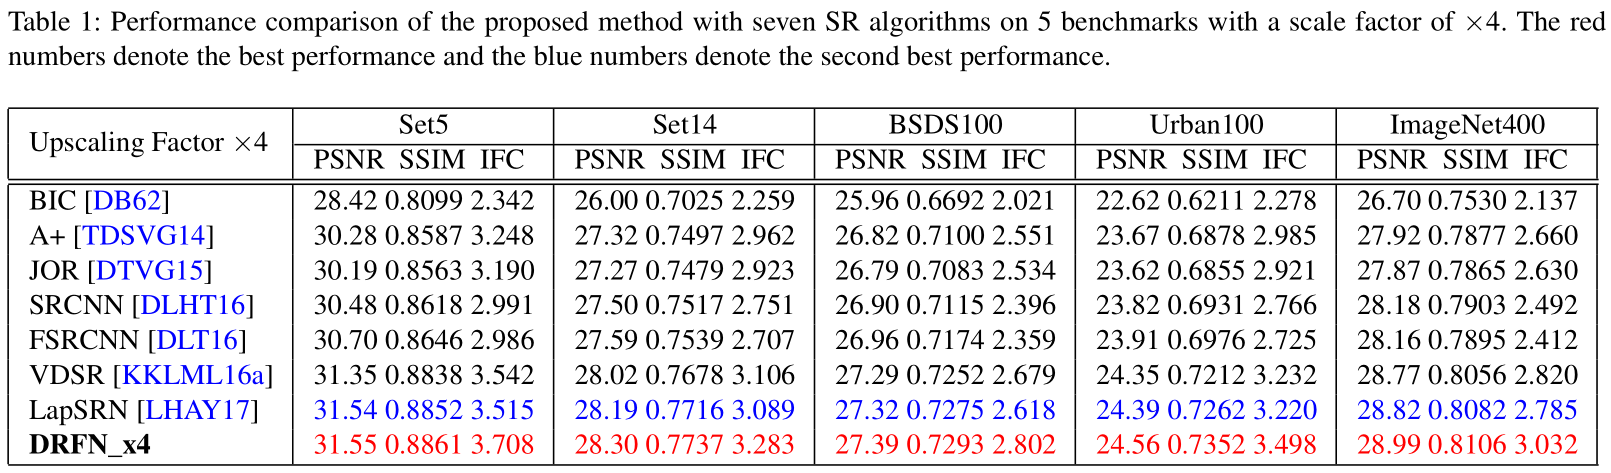 Table 1: Performance comparison of the proposed method with seven SR algorithms on 5 benchmarks with a scale factor of ×4. The red
numbers denote the best performance and the blue numbers denote the second best performance.
Upscaling Factor ×4 Set5 Set14 BSDS100 Urban100 ImageNet400
PSNR SSIM IFC PSNR SSIM IFC PSNR SSIM IFC PSNR SSIM IFC PSNR SSIM IFC
BIC [DB62] 28.42 0.8099 2.342 26.00 0.7025 2.259 25.96 0.6692 2.021 22.62 0.6211 2.278 26.70 0.7530 2.137
A+ [TDSVG14] 30.28 0.8587 3.248 27.32 0.7497 2.962 26.82 0.7100 2.551 23.67 0.6878 2.985 27.92 0.7877 2.660
JOR [DTVG15] 30.19 0.8563 3.190 27.27 0.7479 2.923 26.79 0.7083 2.534 23.62 0.6855 2.921 27.87 0.7865 2.630
SRCNN [DLHT16] 30.48 0.8618 2.991 27.50 0.7517 2.751 26.90 0.7115 2.396 23.82 0.6931 2.766 28.18 0.7903 2.492
FSRCNN [DLT16] 30.70 0.8646 2.986 27.59 0.7539 2.707 26.96 0.7174 2.359 23.91 0.6976 2.725 28.16 0.7895 2.412
VDSR [KKLML16a] 31.35 0.8838 3.542 28.02 0.7678 3.106 27.29 0.7252 2.679 24.35 0.7212 3.232 28.77 0.8056 2.820
LapSRN [LHAY17] 31.54 0.8852 3.515 28.19 0.7716 3.089 27.32 0.7275 2.618 24.39 0.7262 3.220 28.82 0.8082 2.785
DRFN_x4 31.55 0.8861 3.708 28.30 0.7737 3.283 27.39 0.7293 2.802 24.56 0.7352 3.498 28.99 0.8106 3.032